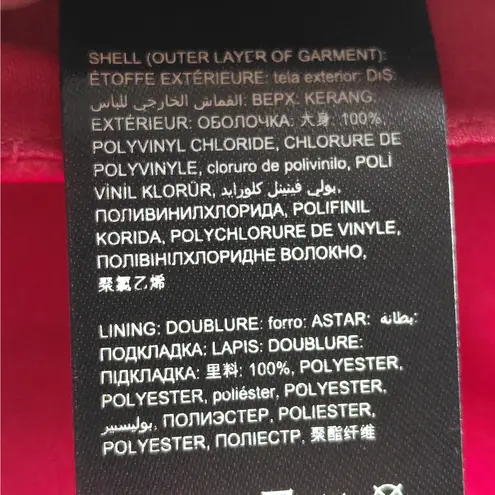 SHELL (OUTER LAYER OF GARMENT):
ÉTOFFE EXTÉRIEURE: tela exterior: DIŞ:
القماش الخارجي للباس: ВЕРХ: KERANG:
EXTÉRIEUR: ОБОЛОЧКА: 大身: 100%,
POLYVINYL CHLORIDE, CHLORURE DE
POLYVINYLE, cloruro de polivinilo, POLİ
VİNİL KLORÜR, بولي فينيل كلورايد,
ПОЛИВИНИЛХЛОРИДА, POLIFINIL
KORIDA, POLYCHLORURE DE VINYLE,
ПОЛІВІНІЛХЛОРИДНЕ ВОЛОКНО,
聚氯乙烯
LINING: DOUBLURE: forro: ASTAR: بطانة:
ПОДКЛАДКА: LAPIS: DOUBLURE:
ПІДКЛАДКА: 里料: 100%, POLYESTER,
POLYESTER, poliéster, POLYESTER,
بوليستير, ПОЛИЭСТЕР, POLIESTER,
POLYESTER, ПОЛІЕСТР, 聚酯纤维